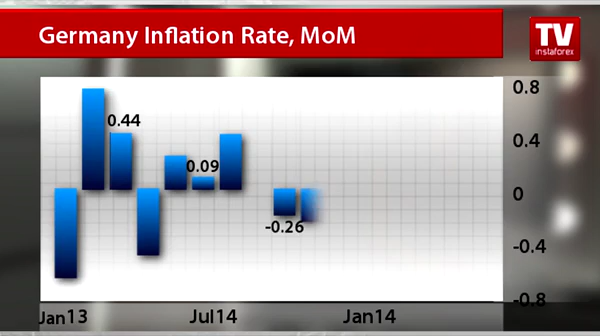 Germany Inflation Rate, MoM
TV
instaforex
0.8
0.44
0.4
0.09
0
-0.26
-0.4
-0.8
Jan13 Jul14 Jan14